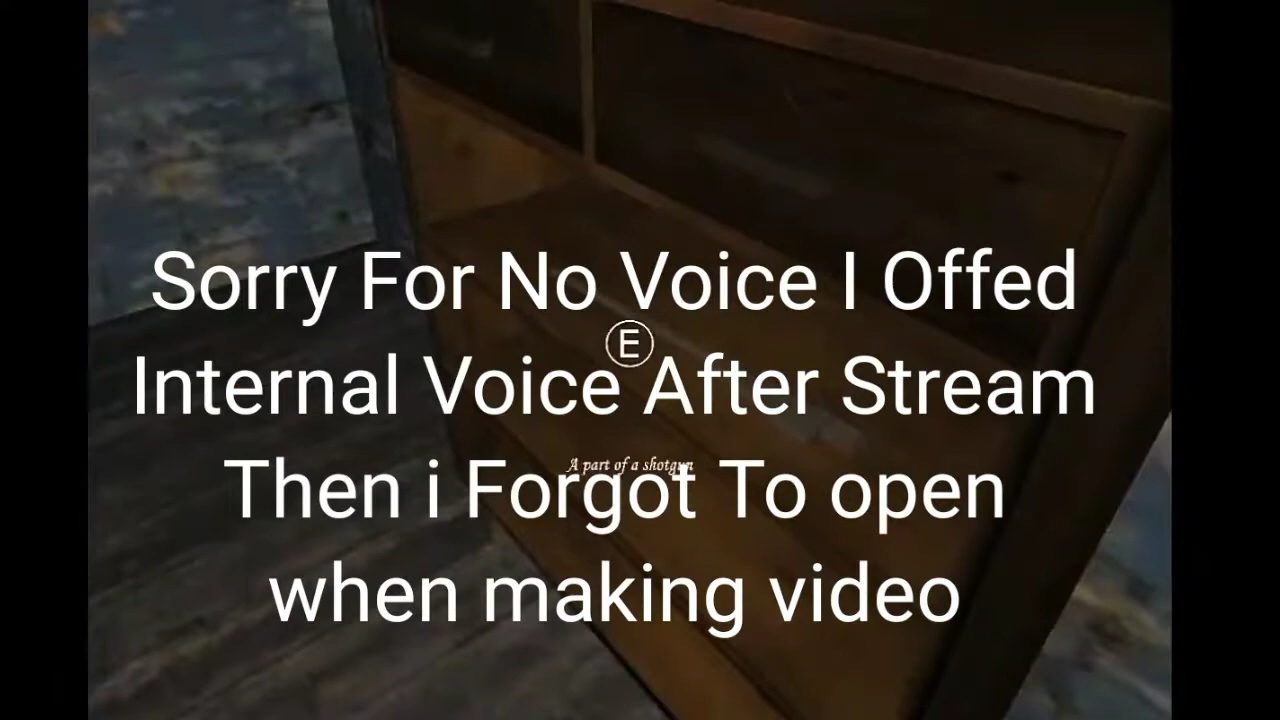 Sorry For No Voice I Offed
E
Internal Voice After Stream
A part of a shotgun
Then i Forgot To open
when making video